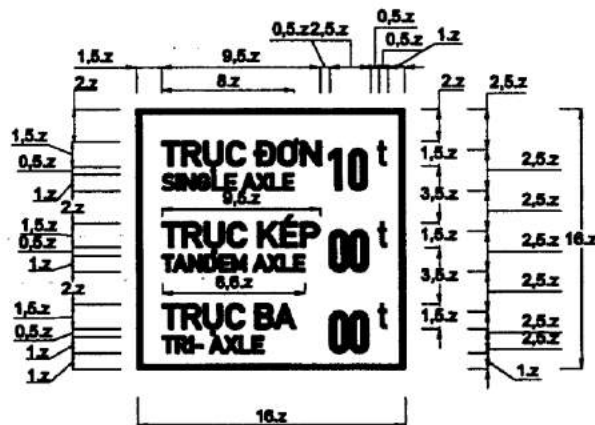 0,5.z
0,5.z 2,5.z
0,5.z
1,5.z
9,5.z
1.z
2.z
8.z
2.z
2,5.z
1,5.z
TRỤC ĐƠN
10 t
1,5.z
0,5.z
SINGLE AXLE
2,5.z
1.z
9,5.z
3,5.z
2,5.z
2.z
1,5.z
TRỤC KÉP
00 t
1,5.z
16.z
0,5.z
2,5.z
1.z
TANDEM AXLE
3,5.z
2.z
6,6.z
2,5.z
1,5.z
TRỤC BA
00 t
1,5.z
2,5.z
0,5.z
TRI- AXLE
2,5.z
1.z
1.z
1.z
16.z